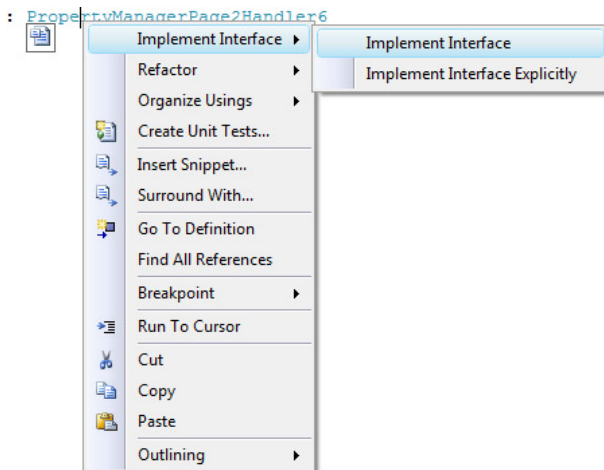 : PropertyManagerPage2Handler6
Implement Interface
Implement Interface
Refactor
Implement Interface Explicitly
Organize Usings
Create Unit Tests...
Insert Snippet...
Surround With...
Go To Definition
Find All References
Breakpoint
Run To Cursor
Cut
Copy
Paste
Outlining